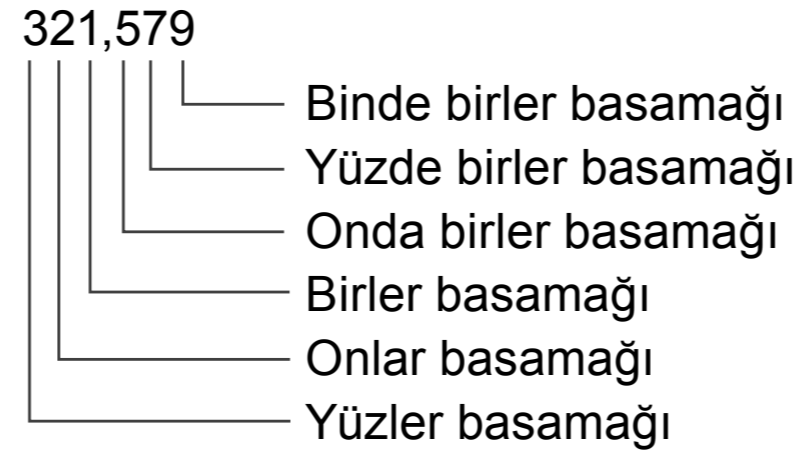 321,579
Binde birler basamağı
Yüzde birler basamağı
Onda birler basamağı
Birler basamağı
Onlar basamağı
Yüzler basamağı